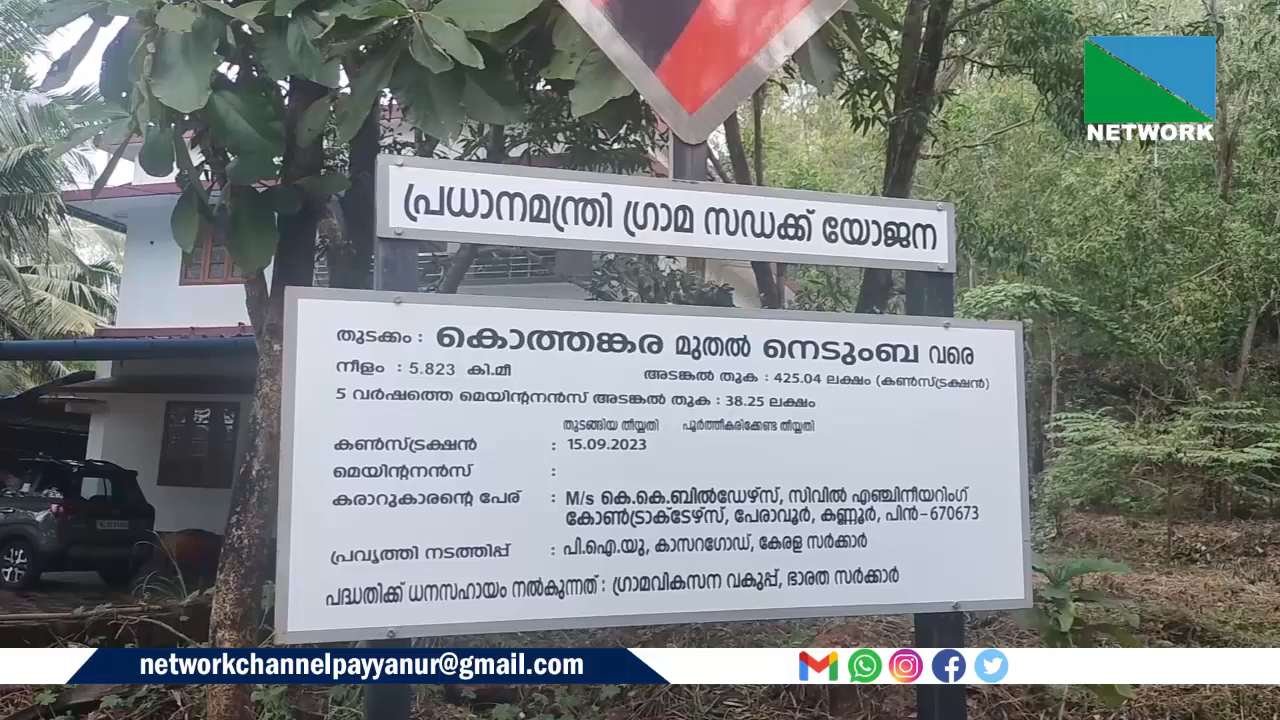 NETWORK
പ്രധാനമന്ത്രി ഗ്രാമ സഡക്ക് യോജന
തുടക്കം : കൊത്തങ്കര മുതൽ നെടുംബ വരെ
നീളം : 5.823 കി.മീ അടങ്കൽ തുക : 425.04 ലക്ഷം (കൺസ്ട്രക്ഷൻ)
5 വർഷത്തെ മെയിന്റനൻസ് അടങ്കൽ തുക : 38.25 ലക്ഷം
തുടങ്ങിയ തീയ്യതി പൂർത്തീകരിക്കേണ്ട തീയ്യതി
കൺസ്ട്രക്ഷൻ : 15.09.2023
മെയിന്റനൻസ് :
കരാറുകാരന്റെ പേര് : M/s കെ.കെ.ബിൽഡേഴ്സ്, സിവിൽ എഞ്ചിനീയറിംഗ്
കോൺട്രാക്ടേഴ്സ്, പേരാവൂർ, കണ്ണൂർ, പിൻ-670673
പ്രവൃത്തി നടത്തിപ്പ് : പി.ഐ.യു, കാസറഗോഡ്, കേരള സർക്കാർ
പദ്ധതിക്ക് ധനസഹായം നൽകുന്നത് : ഗ്രാമവികസന വകുപ്പ്, ഭാരത സർക്കാർ
networkchannelpayyanur@gmail.com